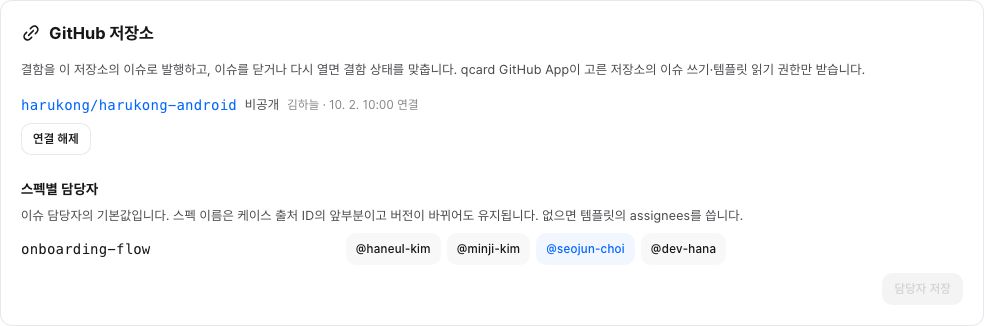 GitHub 저장소
결함을 이 저장소의 이슈로 발행하고, 이슈를 닫거나 다시 열면 결함 상태를 맞춥니다. qcard GitHub App이 고른 저장소의 이슈 쓰기·템플릿 읽기 권한만 받습니다.
harukong/harukong-android 비공개 김하늘 · 10. 2. 10:00 연결
연결 해제
스펙별 담당자
이슈 담당자의 기본값입니다. 스펙 이름은 케이스 출처 ID의 앞부분이고 버전이 바뀌어도 유지됩니다. 없으면 템플릿의 assignees를 씁니다.
onboarding-flow @haneul-kim @minji-kim @seojun-choi @dev-hana
담당자 저장